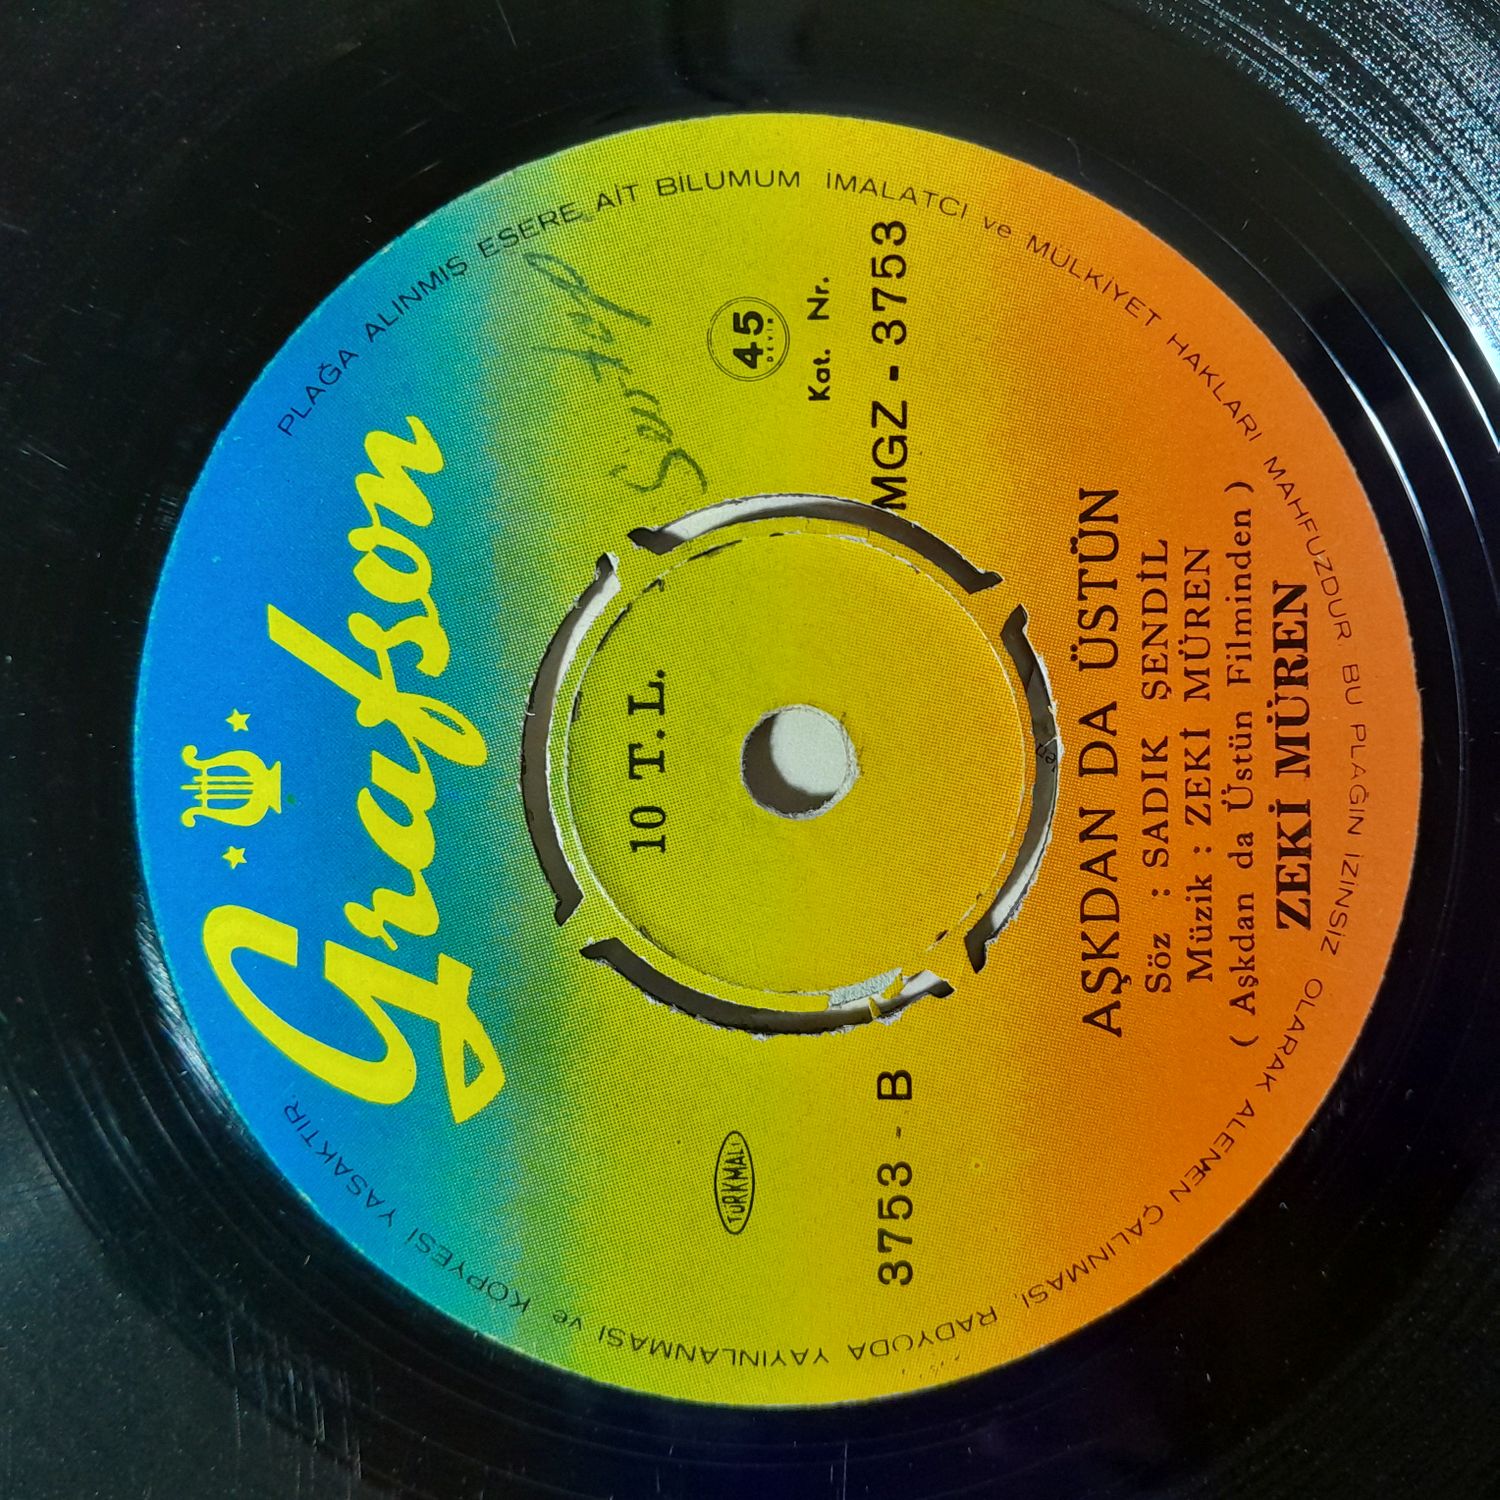 Grafson
PLAĞA ALINMIŞ ESERE AİT BİLUMUM İMALATCI ve MÜLKİYET HAKLARI MAHFUZDUR. BU PLAĞIN İZİNSİZ OLARAK ALENEN ÇALINMASI, RADYODA YAYINLANMASI ve KOPYESİ YASAKTIR.
10 T.L.
TÜRKMALI
45
DEVİR
Kat. Nr.
3753 - B
MGZ - 3753
AŞKDAN DA ÜSTÜN
Söz : SADIK ŞENDİL
Müzik : ZEKİ MÜREN
( Aşkdan da Üstün Filminden )
ZEKİ MÜREN